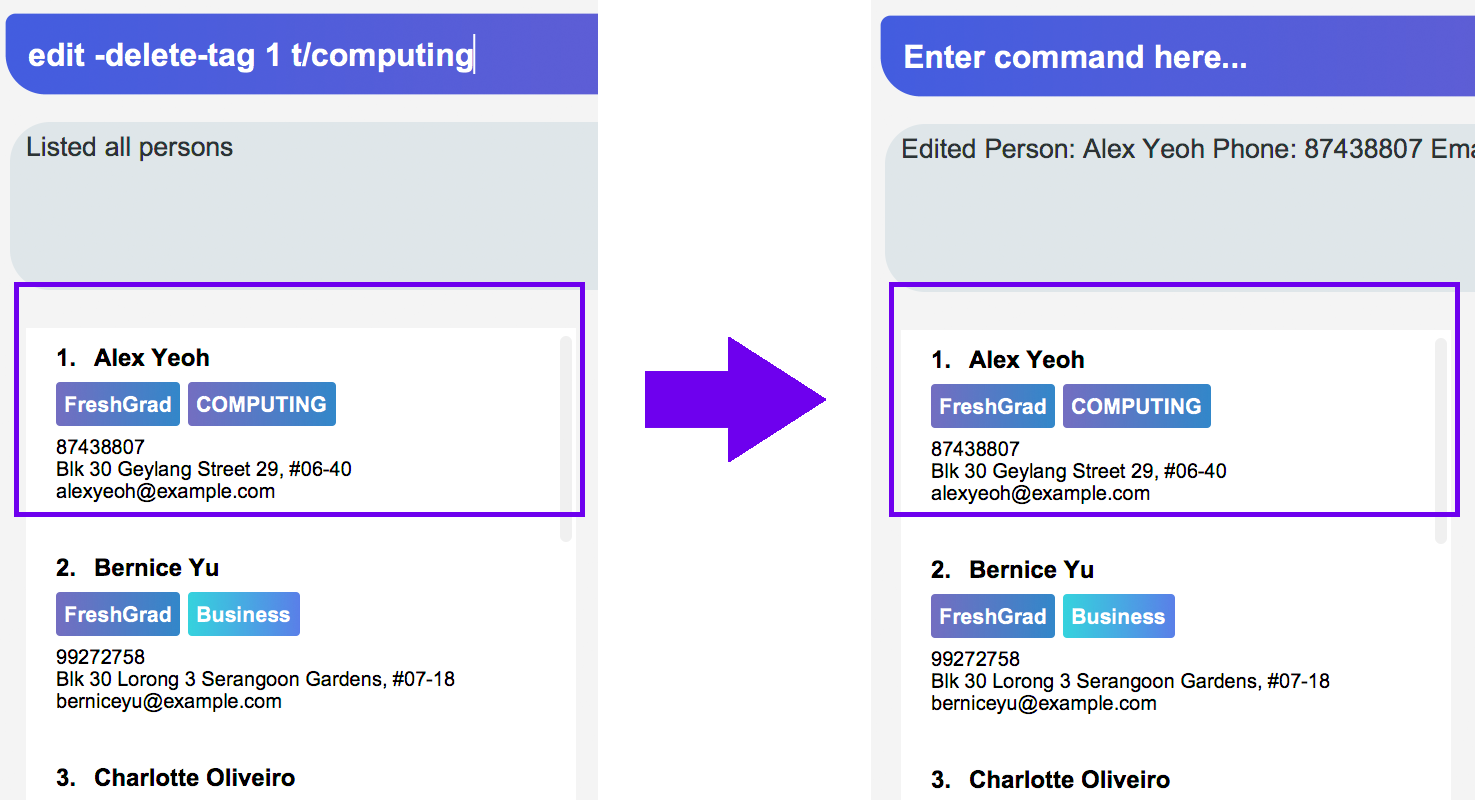 edit -delete-tag 1 t/computing
Listed all persons
1. Alex Yeoh
FreshGrad COMPUTING
87438807
Blk 30 Geylang Street 29, #06-40
alexyeoh@example.com
2. Bernice Yu
FreshGrad Business
99272758
Blk 30 Lorong 3 Serangoon Gardens, #07-18
berniceyu@example.com
3. Charlotte Oliveiro
Enter command here...
Edited Person: Alex Yeoh Phone: 87438807 Ema
1. Alex Yeoh
FreshGrad COMPUTING
87438807
Blk 30 Geylang Street 29, #06-40
alexyeoh@example.com
2. Bernice Yu
FreshGrad Business
99272758
Blk 30 Lorong 3 Serangoon Gardens, #07-18
berniceyu@example.com
3. Charlotte Oliveiro